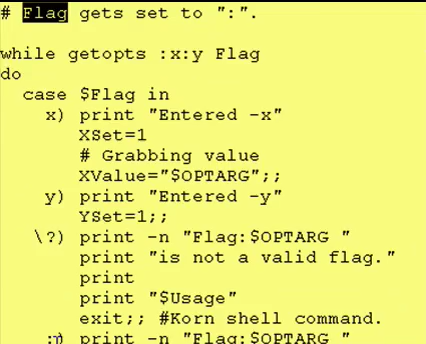 # Flag gets set to ":".
while getopts :x:y Flag
do
case $Flag in
x) print "Entered -x"
XSet=1
# Grabbing value
XValue="$OPTARG";;
y) print "Entered -y"
YSet=1;;
\?) print -n "Flag:$OPTARG "
print "is not a valid flag."
print
print "$Usage"
exit;; #Korn shell command.
:) print -n "Flag:$OPTARG "